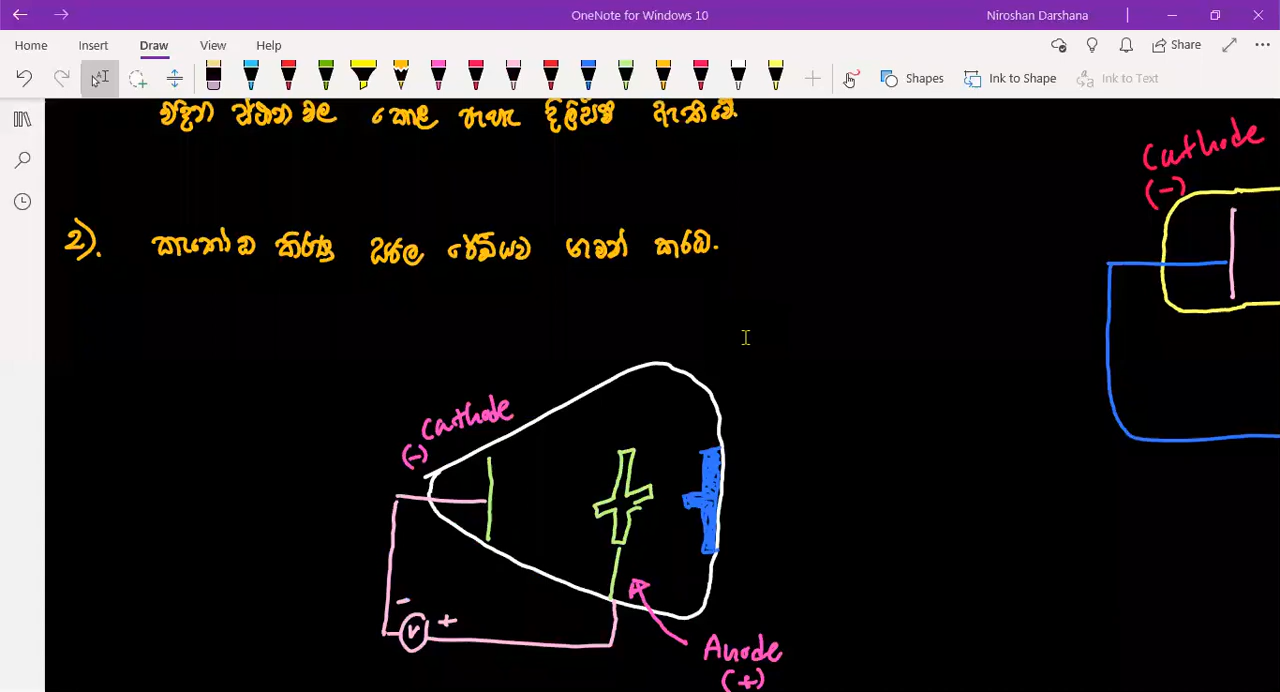 OneNote for Windows 10
Niroshan Darshana
Home Insert Draw View Help
Share
Shapes
Ink to Shape
Ink to Text
විදින ස්ථාන වල කොළ පැහැ දිලිසීම් ඇතිවේ.
2). කැතෝඩ කිරණ සරල රේඛීයව ගමන් කරයි.
Cathode
(-)
Cathode
(-)
-
V +
Anode
(+)